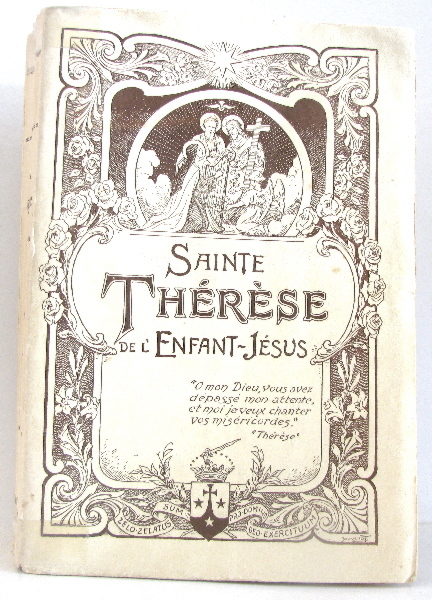 SAINTE
THÉRÈSE
DE L'ENFANT-JÉSUS
"O mon Dieu, vous avez
dépassé mon attente,
et moi je veux chanter
vos miséricordes."
"Thérèse"
ZELO-ZELATUS
SUM
PRO-DOMINO
DEO-EXERCITUUM